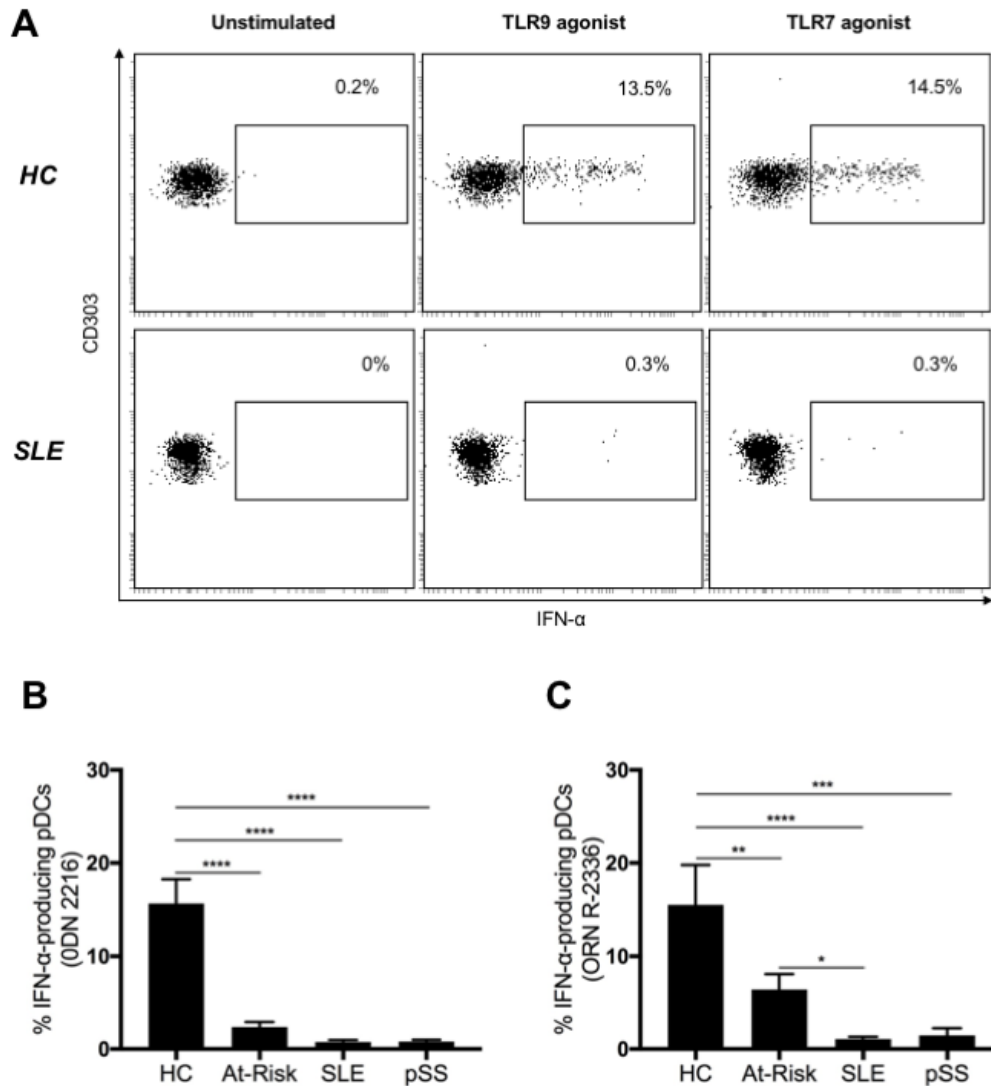 A
Unstimulated TLR9 agonist TLR7 agonist
HC
0.2% 13.5% 14.5%
SLE
0% 0.3% 0.3%
CD303
IFN-α
B
% IFN-α-producing pDCs
(0DN 2216)
30
20
10
0
****
****
****
HC At-Risk SLE pSS
C
% IFN-α-producing pDCs
(ORN R-2336)
30
20
10
0
***
****
**
*
HC At-Risk SLE pSS